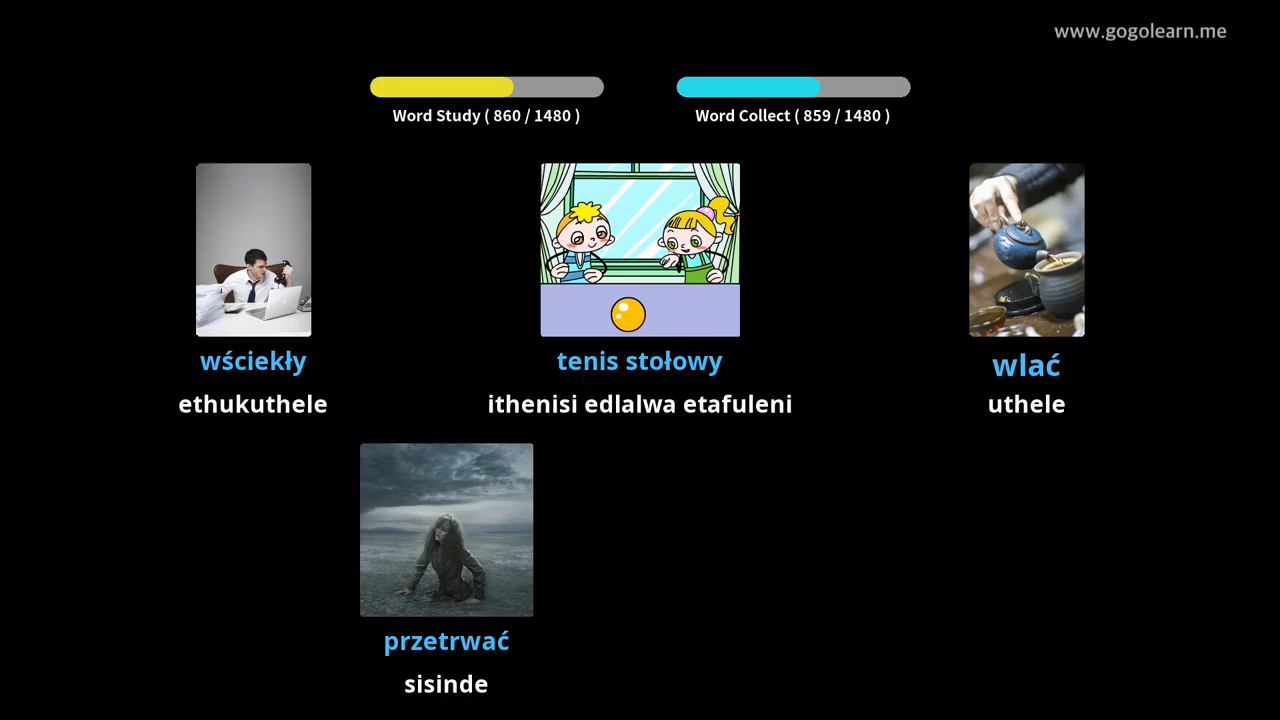 www.gogolearn.me
Word Study ( 860 / 1480 )
Word Collect ( 859 / 1480 )
wściekły
ethukuthele
tenis stołowy
ithenisi edlalwa etafuleni
wlać
uthele
przetrwać
sisinde